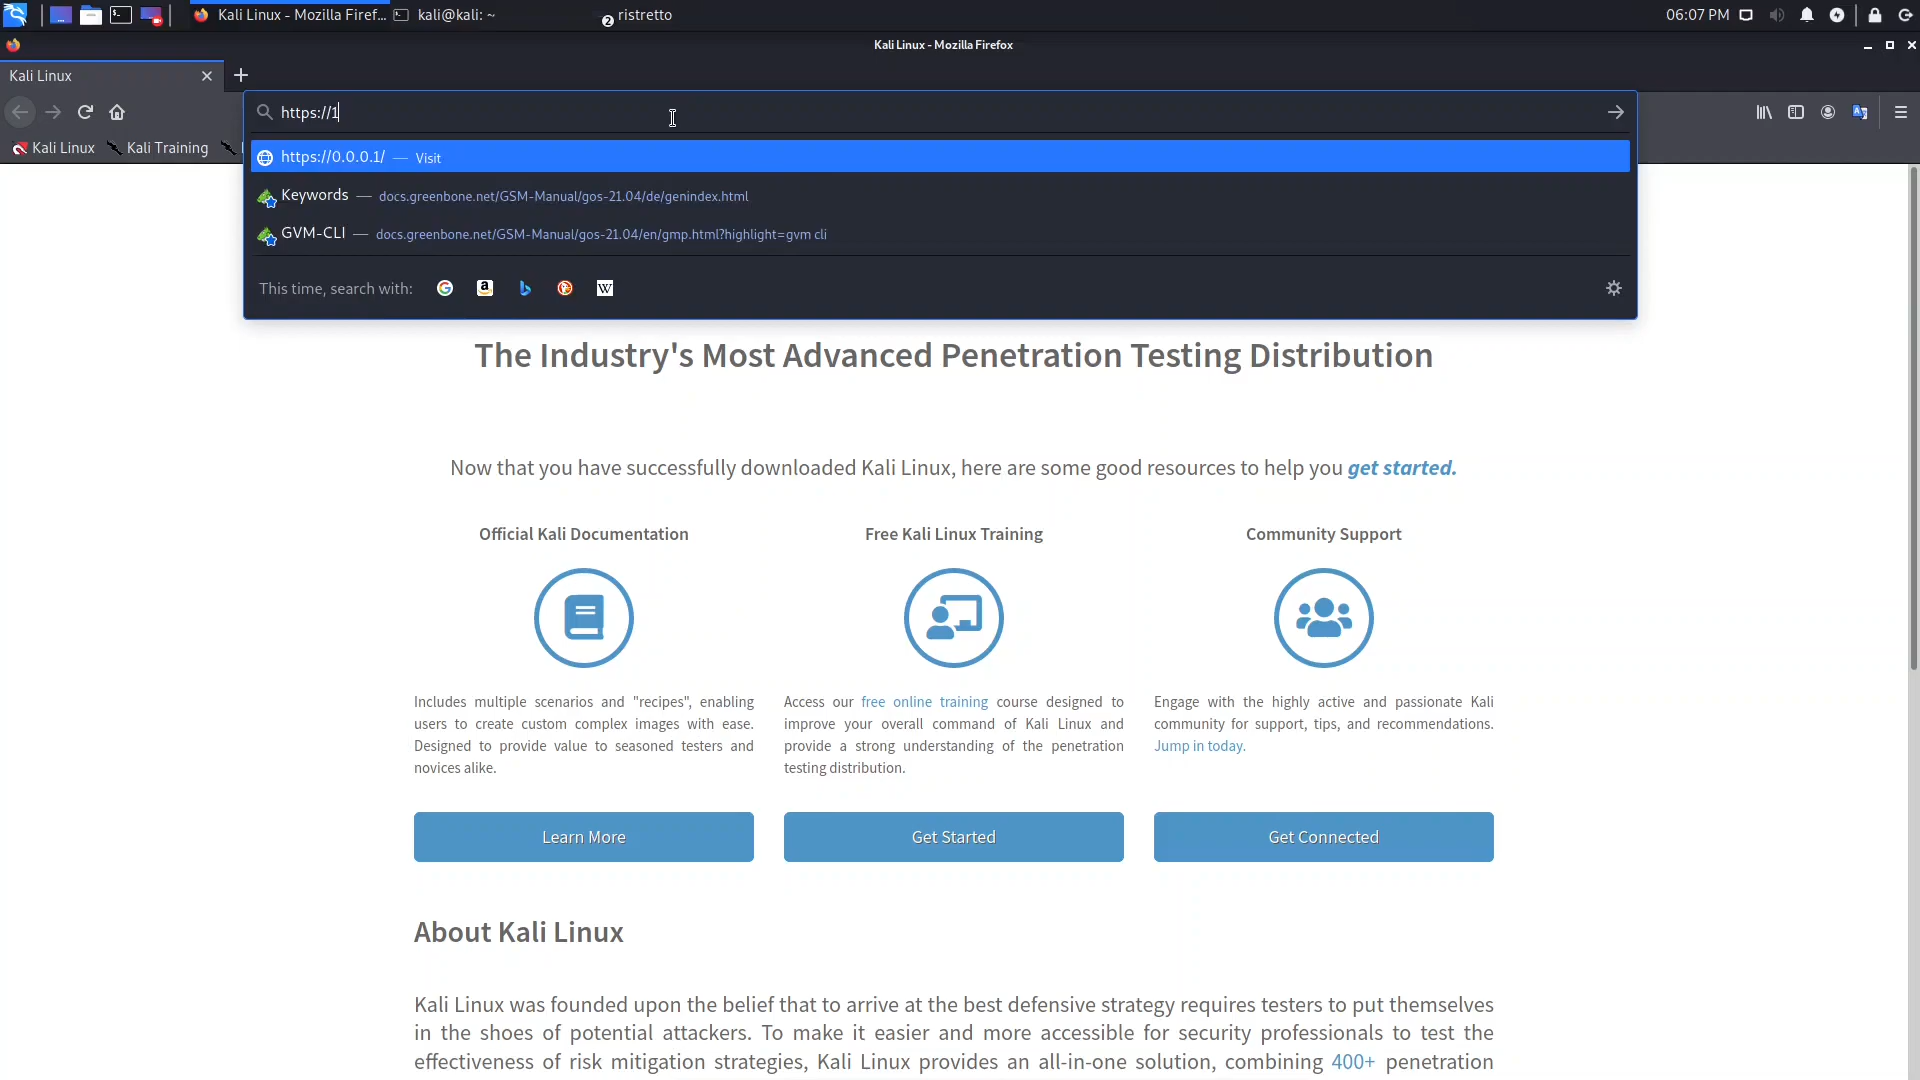 Kali Linux - Mozilla Firef...
kali@kali: ~
2
ristretto
06:07 PM
Kali Linux - Mozilla Firefox
Kali Linux
https://1
Kali Linux
Kali Training
https://0.0.0.1/ — Visit
Keywords — docs.greenbone.net/GSM-Manual/gos-21.04/de/genindex.html
GVM-CLI — docs.greenbone.net/GSM-Manual/gos-21.04/en/gmp.html?highlight=gvm cli
This time, search with:
The Industry's Most Advanced Penetration Testing Distribution
Now that you have successfully downloaded Kali Linux, here are some good resources to help you get started.
Official Kali Documentation
Includes multiple scenarios and "recipes", enabling
users to create custom complex images with ease.
Designed to provide value to seasoned testers and
novices alike.
Learn More
Free Kali Linux Training
Access our free online training course designed to
improve your overall command of Kali Linux and
provide a strong understanding of the penetration
testing distribution.
Get Started
Community Support
Engage with the highly active and passionate Kali
community for support, tips, and recommendations.
Jump in today.
Get Connected
About Kali Linux
Kali Linux was founded upon the belief that to arrive at the best defensive strategy requires testers to put themselves
in the shoes of potential attackers. To make it easier and more accessible for security professionals to test the
effectiveness of risk mitigation strategies, Kali Linux provides an all-in-one solution, combining 400+ penetration